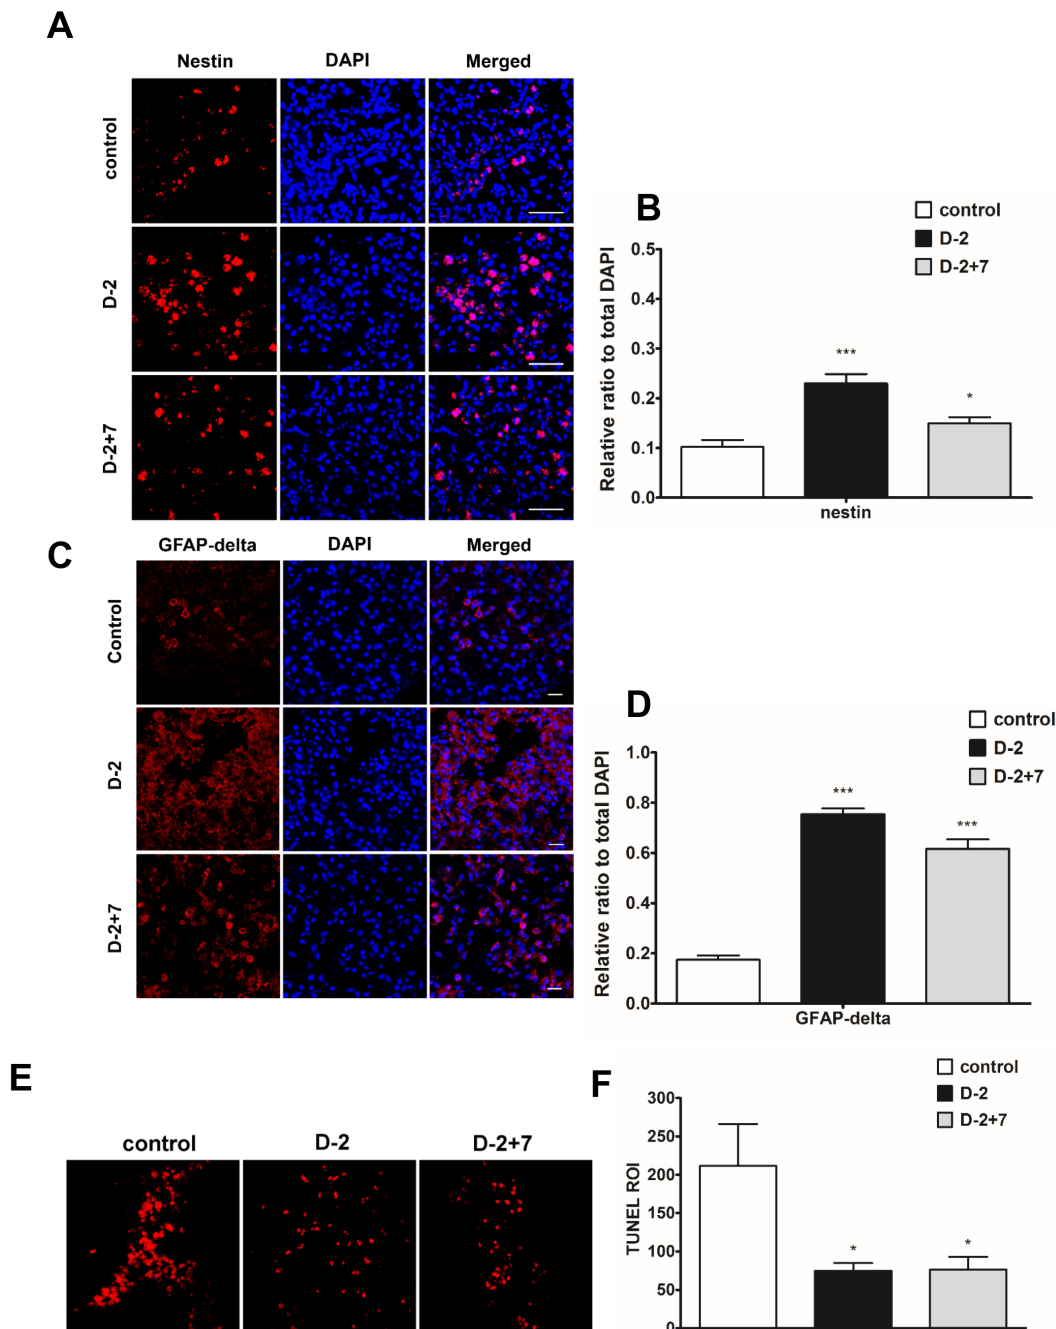 A
Nestin DAPI Merged
control
D-2
D-2+7
B
control
D-2
D-2+7
Relative ratio to total DAPI
0.5
0.4
0.3
0.2
0.1
0.0
***
*
nestin
C
GFAP-delta DAPI Merged
Control
D-2
D-2+7
D
control
D-2
D-2+7
Relative ratio to total DAPI
1.0
0.8
0.6
0.4
0.2
0.0
***
***
GFAP-delta
E
control D-2 D-2+7
F
control
D-2
D-2+7
TUNEL ROI
300
250
200
150
100
50
0
*
*